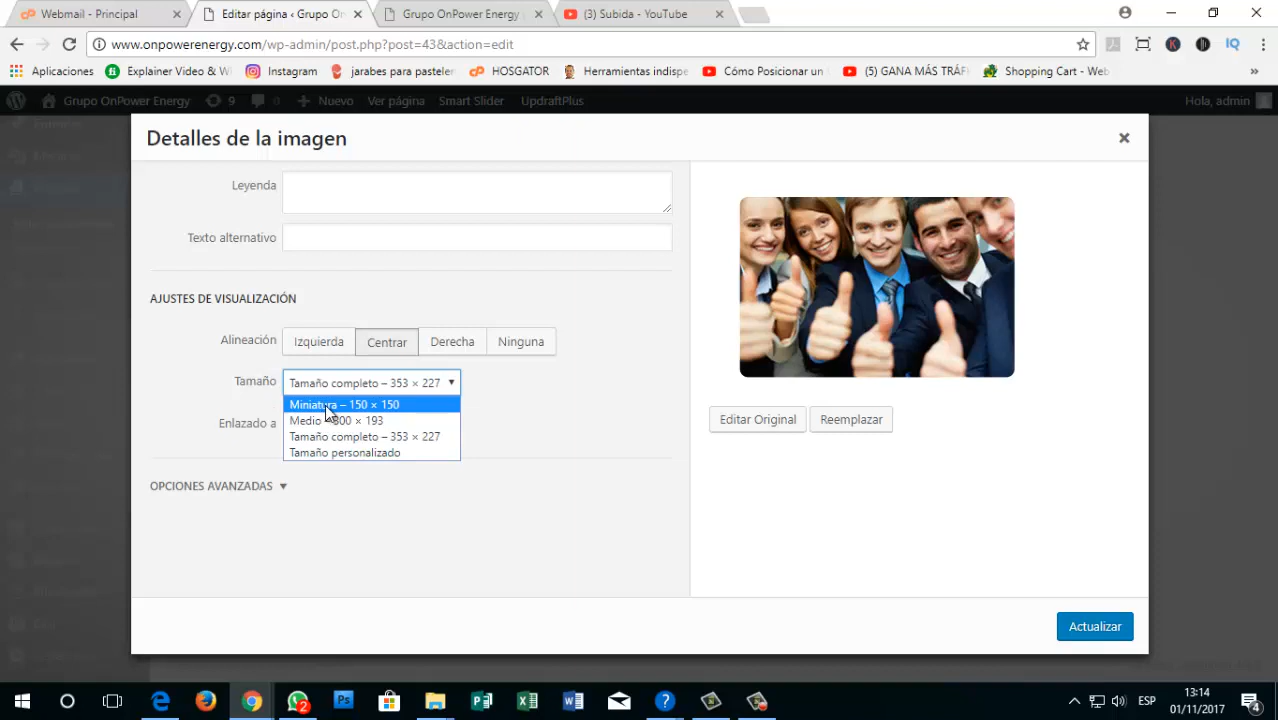 Webmail - Principal
Editar página ‹ Grupo On
Grupo OnPower Energy
(3) Subida - YouTube
www.onpowerenergy.com/wp-admin/post.php?post=43&action=edit
Aplicaciones
Explainer Video & W
Instagram
jarabes para pasteler
HOSGATOR
Herramientas indispe
Cómo Posicionar un
(5) GANA MÁS TRÁF
Shopping Cart - Web
»
Grupo OnPower Energy
9
Nuevo
Ver página
Smart Slider
UpdraftPlus
Hola, admin
Detalles de la imagen
Leyenda
Texto alternativo
AJUSTES DE VISUALIZACIÓN
Alineación
Izquierda
Centrar
Derecha
Ninguna
Tamaño
Tamaño completo – 353 × 227
Miniatura – 150 × 150
Medio – 300 × 193
Tamaño completo – 353 × 227
Tamaño personalizado
Enlazado a
OPCIONES AVANZADAS
Editar Original
Reemplazar
Actualizar
ESP
13:14
01/11/2017